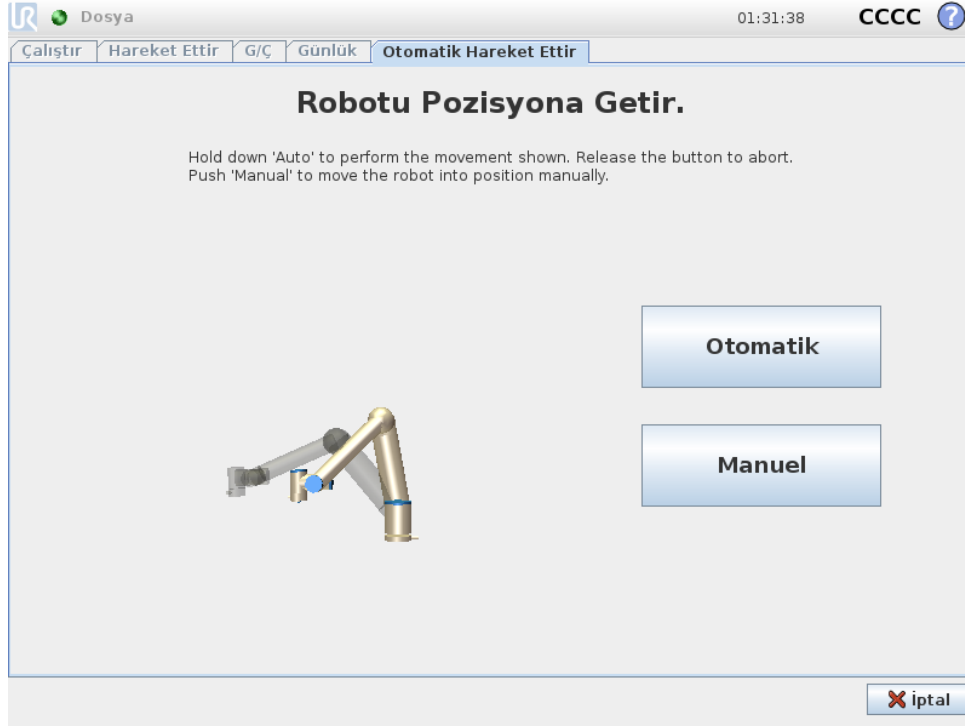 UR Dosya 01:31:38 CCCC ?
Çalıştır Hareket Ettir G/Ç Günlük Otomatik Hareket Ettir
Robotu Pozisyona Getir.
Hold down 'Auto' to perform the movement shown. Release the button to abort.
Push 'Manual' to move the robot into position manually.
Otomatik
Manuel
İptal